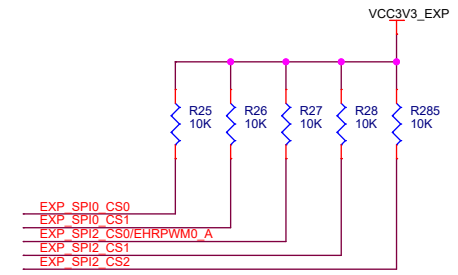 VCC3V3_EXP
R25 R26 R27 R28 R285
10K 10K 10K 10K 10K
EXP_SPI0_CS0
EXP_SPI0_CS1
EXP_SPI2_CS0/EHRPWM0_A
EXP_SPI2_CS1
EXP_SPI2_CS2